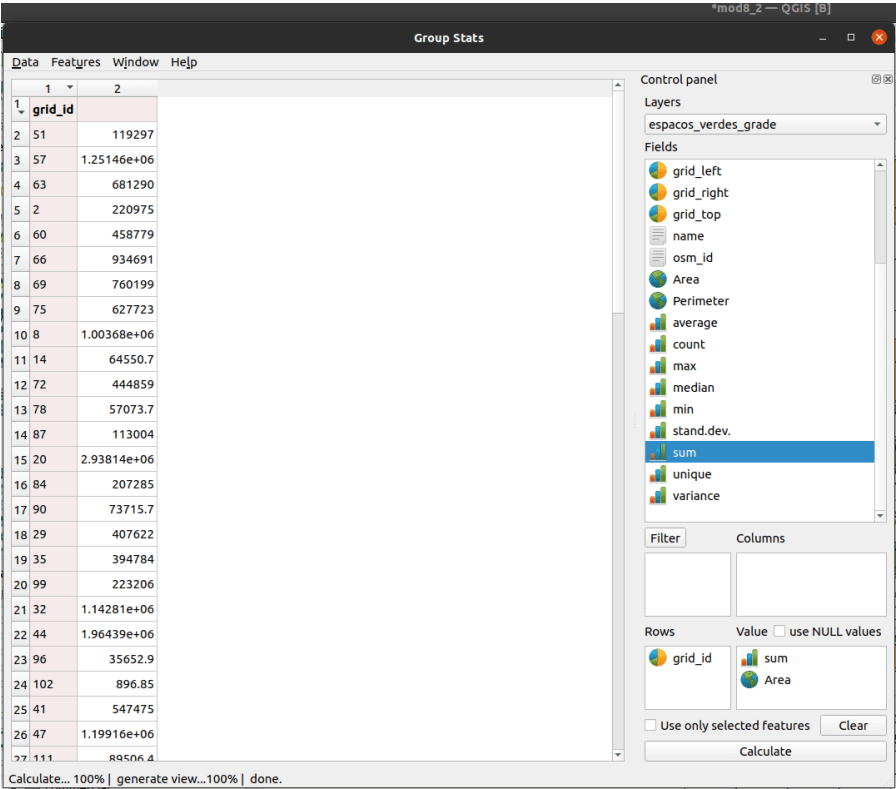 *mod8_2 — QGIS [B]
Group Stats
Data Features Window Help
1 2
1 grid_id
2 51 119297
3 57 1.25146e+06
4 63 681290
5 2 220975
6 60 458779
7 66 934691
8 69 760199
9 75 627723
10 8 1.00368e+06
11 14 64550.7
12 72 444859
13 78 57073.7
14 87 113004
15 20 2.93814e+06
16 84 207285
17 90 73715.7
18 29 407622
19 35 394784
20 99 223206
21 32 1.14281e+06
22 44 1.96439e+06
23 96 35652.9
24 102 896.85
25 41 547475
26 47 1.19916e+06
27 111 89506.4
Calculate... 100% | generate view...100% | done.
Control panel
Layers
espacos_verdes_grade
Fields
grid_left
grid_right
grid_top
name
osm_id
Area
Perimeter
average
count
max
median
min
stand.dev.
sum
unique
variance
Filter Columns
Rows Value use NULL values
grid_id sum
Area
Use only selected features Clear
Calculate